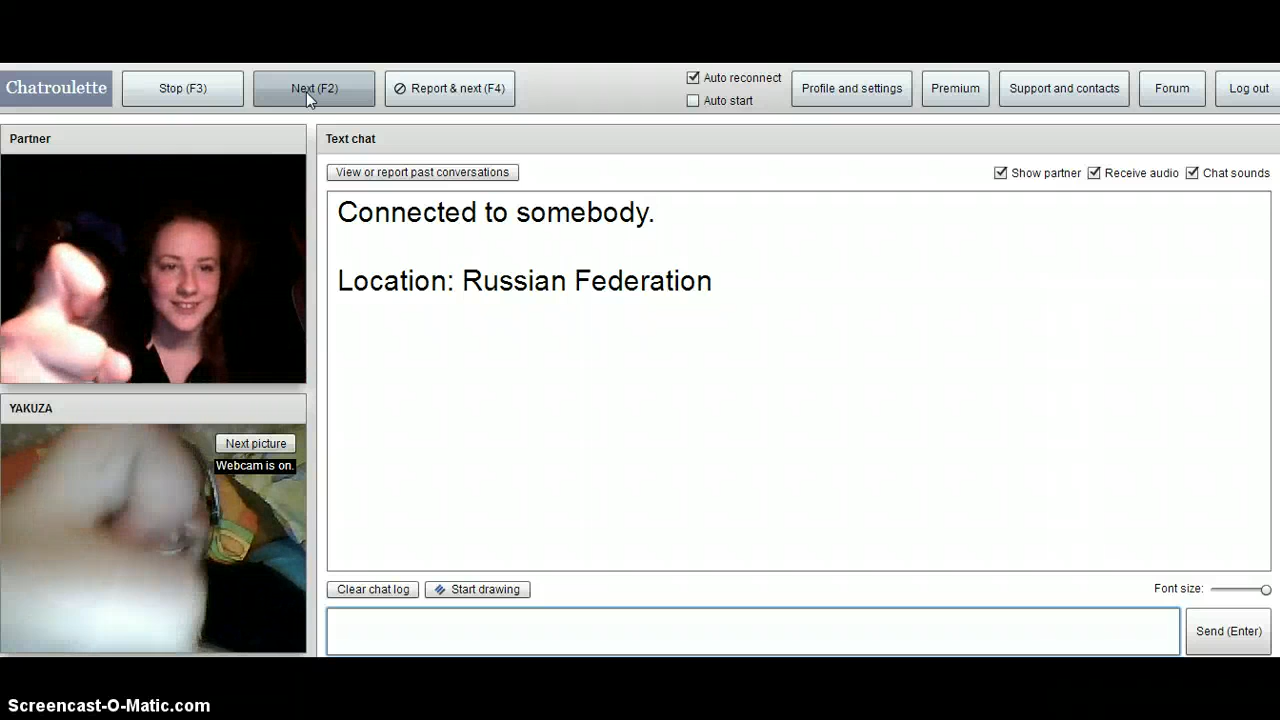 Chatroulette
Stop (F3)
Next (F2)
Report & next (F4)
Auto reconnect
Auto start
Profile and settings
Premium
Support and contacts
Forum
Log out
Partner
Text chat
View or report past conversations
Show partner
Receive audio
Chat sounds
Connected to somebody.
Location: Russian Federation
YAKUZA
Next picture
Webcam is on.
Clear chat log
Start drawing
Font size:
Send (Enter)
Screencast-O-Matic.com